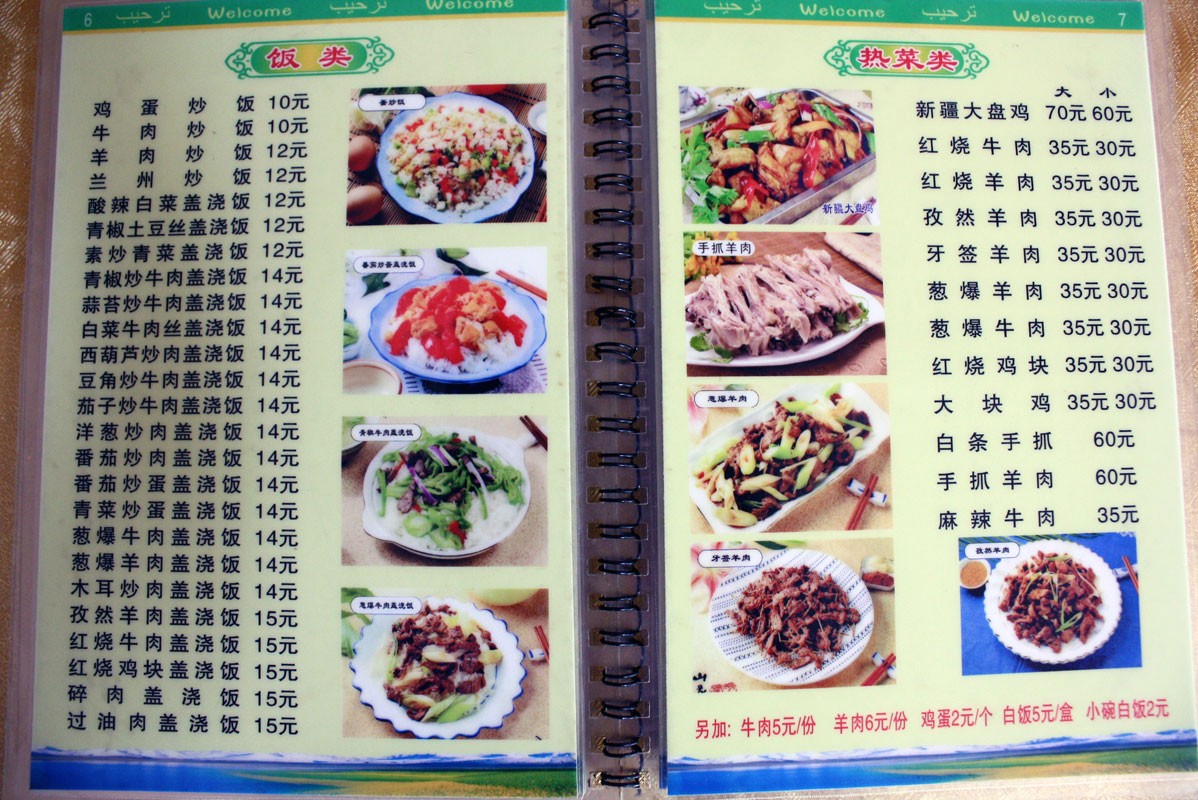 6 Welcome ترحيب Welcome
饭类
鸡蛋炒饭 10元
牛肉炒饭 10元
羊肉炒饭 12元
兰州炒饭 12元
酸辣白菜盖浇饭 12元
青椒土豆丝盖浇饭 12元
素炒青菜盖浇饭 12元
青椒炒牛肉盖浇饭 14元
蒜苔炒牛肉盖浇饭 14元
白菜牛肉丝盖浇饭 14元
西葫芦炒肉盖浇饭 14元
豆角炒牛肉盖浇饭 14元
茄子炒牛肉盖浇饭 14元
洋葱炒肉盖浇饭 14元
番茄炒肉盖浇饭 14元
番茄炒蛋盖浇饭 14元
青菜炒蛋盖浇饭 14元
葱爆牛肉盖浇饭 14元
葱爆羊肉盖浇饭 14元
木耳炒肉盖浇饭 14元
孜然羊肉盖浇饭 15元
红烧牛肉盖浇饭 15元
红烧鸡块盖浇饭 15元
碎肉盖浇饭 15元
过油肉盖浇饭 15元
蛋炒饭
番茄炒蛋盖浇饭
青椒牛肉盖浇饭
葱爆牛肉盖浇饭
ترحيب Welcome ترحيب Welcome 7
热菜类
大 小
新疆大盘鸡 70元 60元
红烧牛肉 35元 30元
红烧羊肉 35元 30元
孜然羊肉 35元 30元
牙签羊肉 35元 30元
葱爆羊肉 35元 30元
葱爆牛肉 35元 30元
红烧鸡块 35元 30元
大块鸡 35元 30元
白条手抓 60元
手抓羊肉 60元
麻辣牛肉 35元
新疆大盘鸡
手抓羊肉
葱爆羊肉
牙签羊肉
孜然羊肉
另加: 牛肉5元/份 羊肉6元/份 鸡蛋2元/个 白饭5元/盒 小碗白饭2元